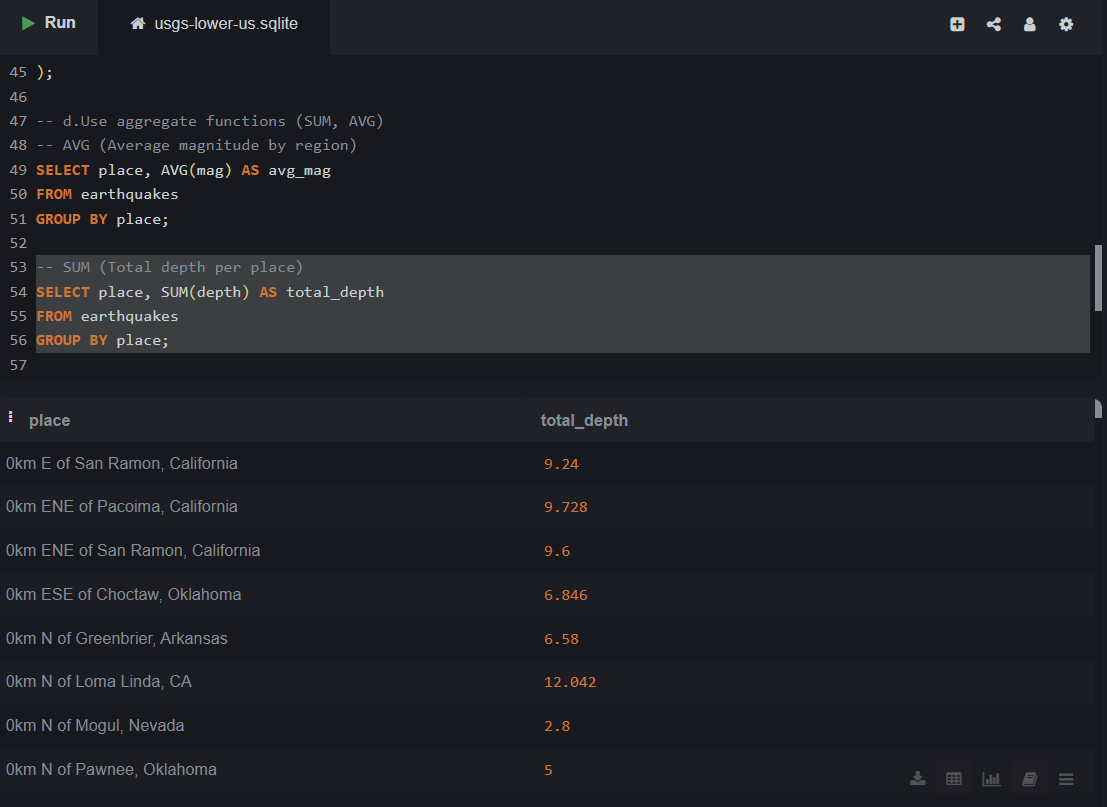 Run usgs-lower-us.sqlite
45 );
46
47 -- d.Use aggregate functions (SUM, AVG)
48 -- AVG (Average magnitude by region)
49 SELECT place, AVG(mag) AS avg_mag
50 FROM earthquakes
51 GROUP BY place;
52
53 -- SUM (Total depth per place)
54 SELECT place, SUM(depth) AS total_depth
55 FROM earthquakes
56 GROUP BY place;
57
place total_depth
0km E of San Ramon, California 9.24
0km ENE of Pacoima, California 9.728
0km ENE of San Ramon, California 9.6
0km ESE of Choctaw, Oklahoma 6.846
0km N of Greenbrier, Arkansas 6.58
0km N of Loma Linda, CA 12.042
0km N of Mogul, Nevada 2.8
0km N of Pawnee, Oklahoma 5